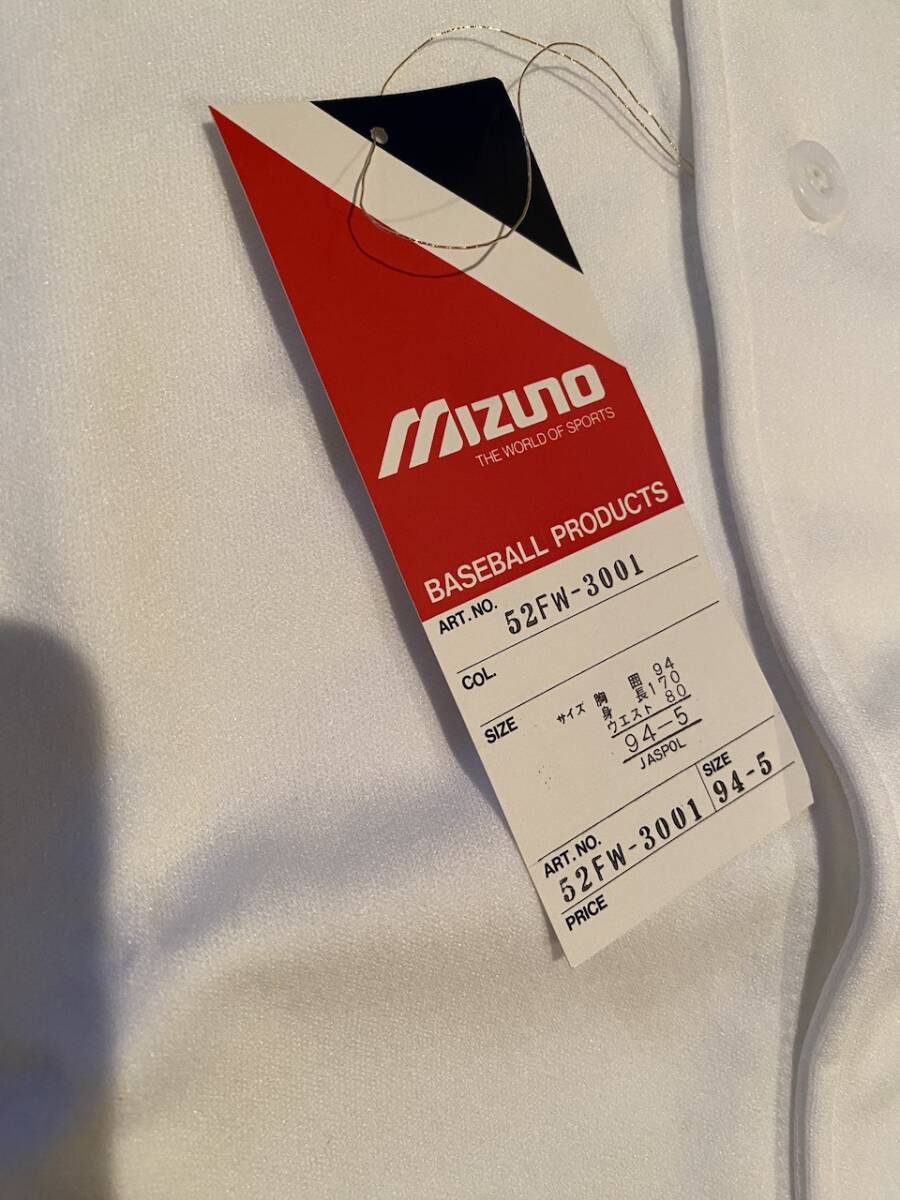 MIZUNO
THE WORLD OF SPORTS
BASEBALL PRODUCTS
ART.NO. 52FW-3001
COL.
SIZE
サイズ 胸 囲 94
身 長 170
ウエスト 80
94-5
JASPOL
ART.NO. SIZE
52FW-3001 94-5
PRICE